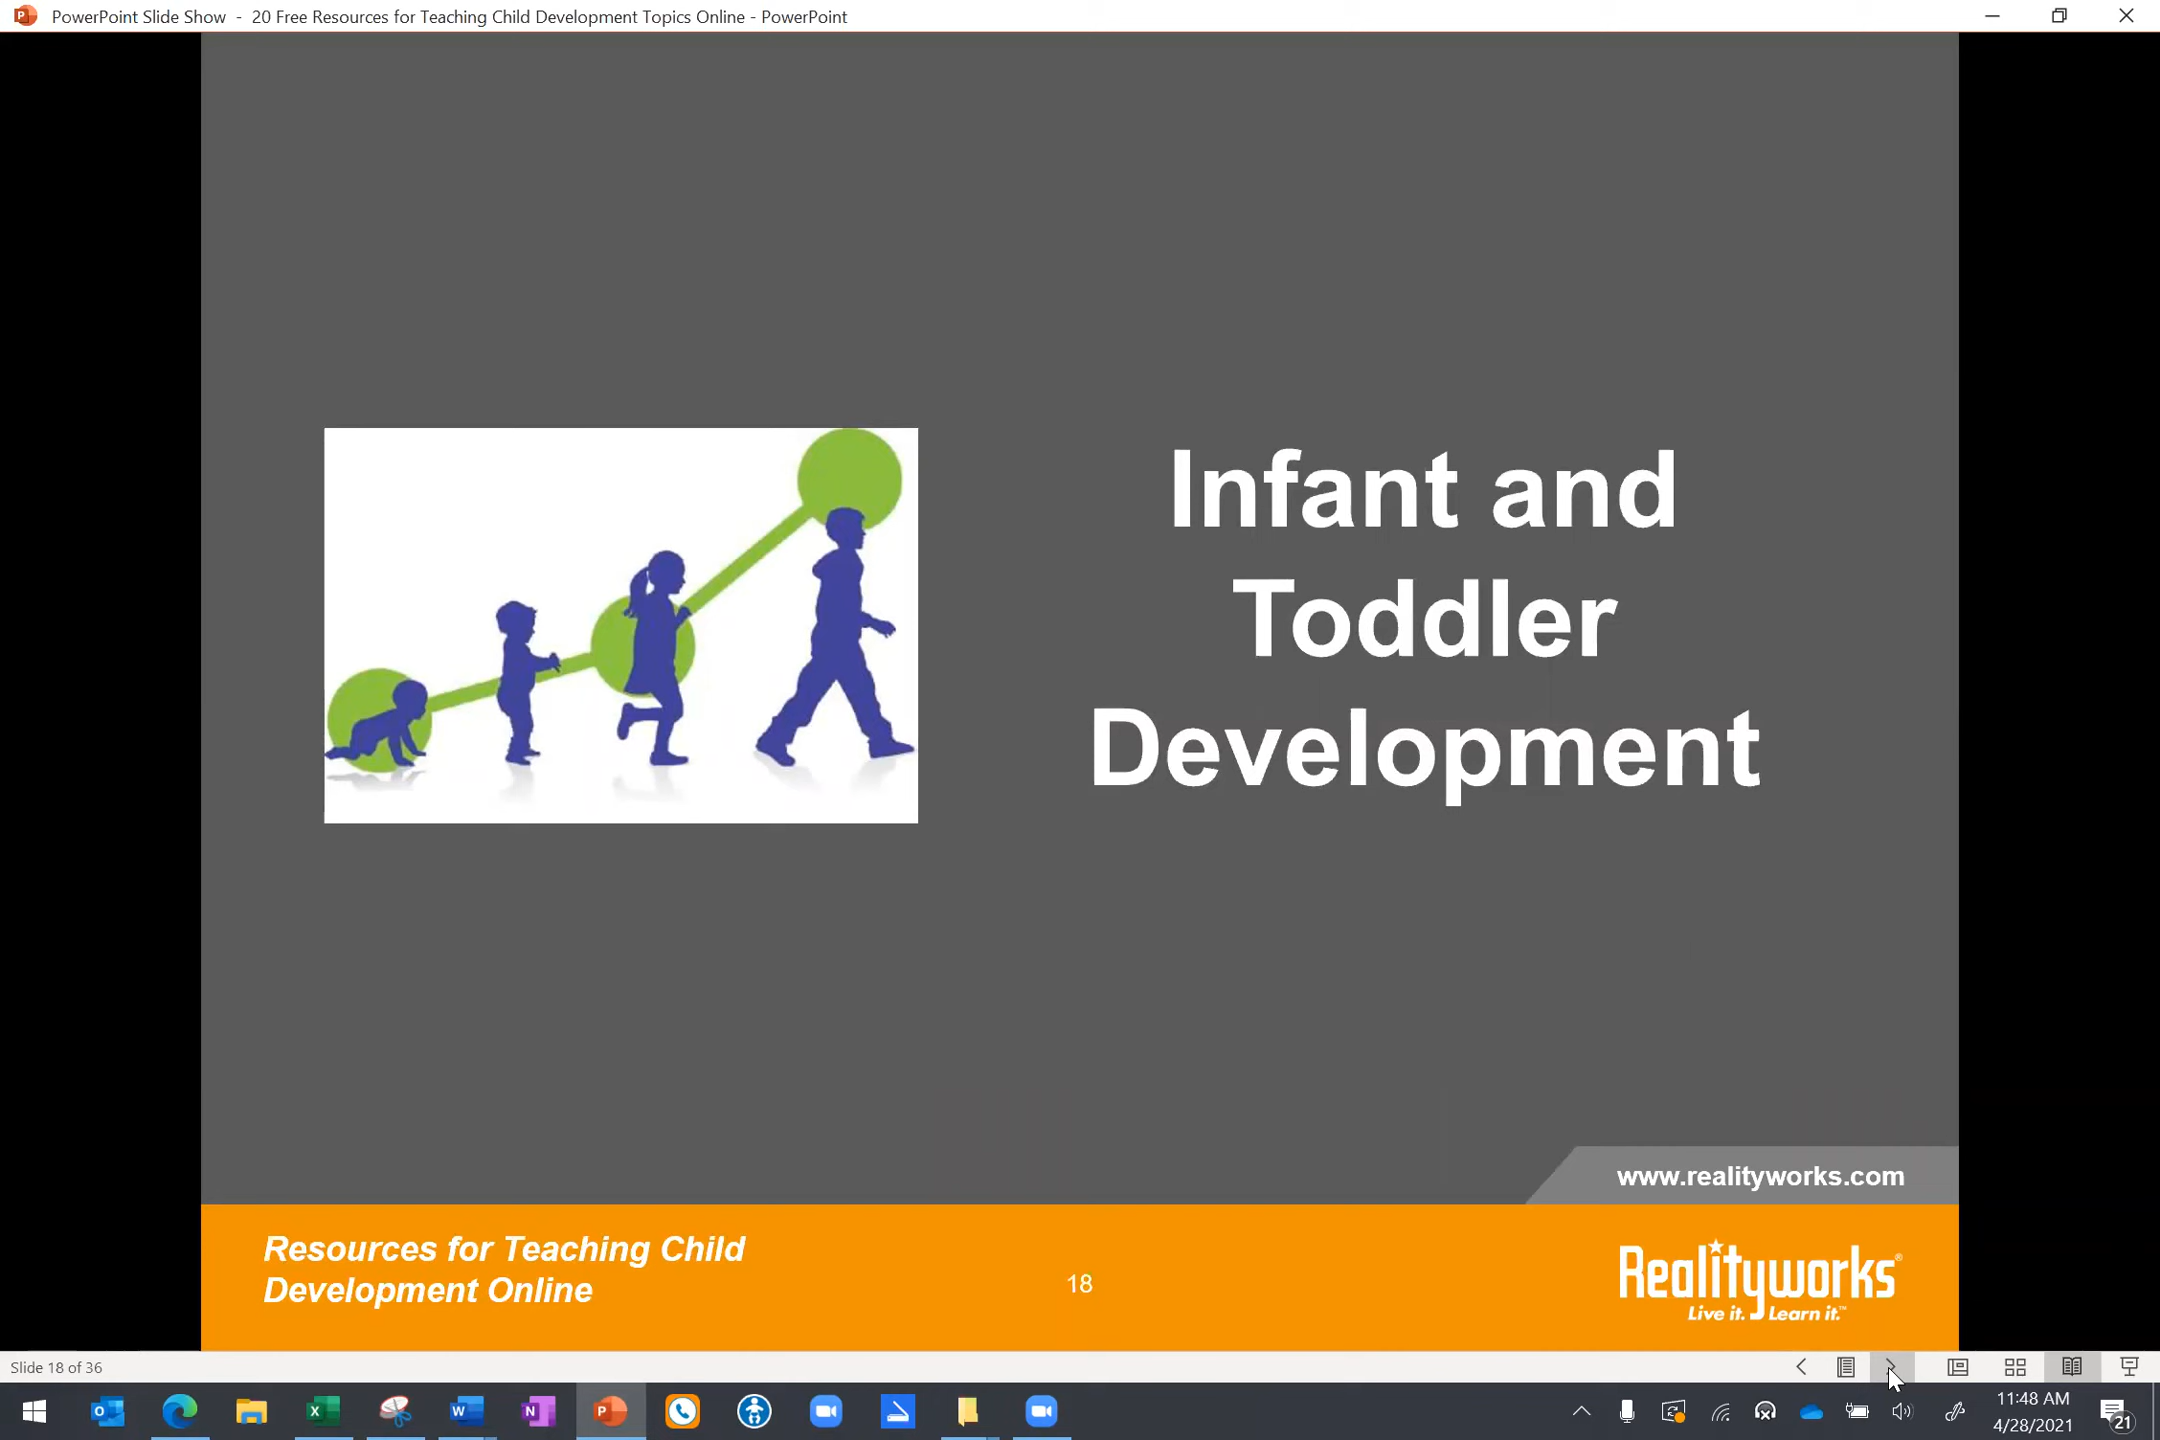 PowerPoint Slide Show - 20 Free Resources for Teaching Child Development Topics Online - PowerPoint
Infant and
Toddler
Development
www.realityworks.com
Resources for Teaching Child
Development Online
18
Realityworks®
Live it. Learn it.™
Slide 18 of 36
11:48 AM
4/28/2021
21